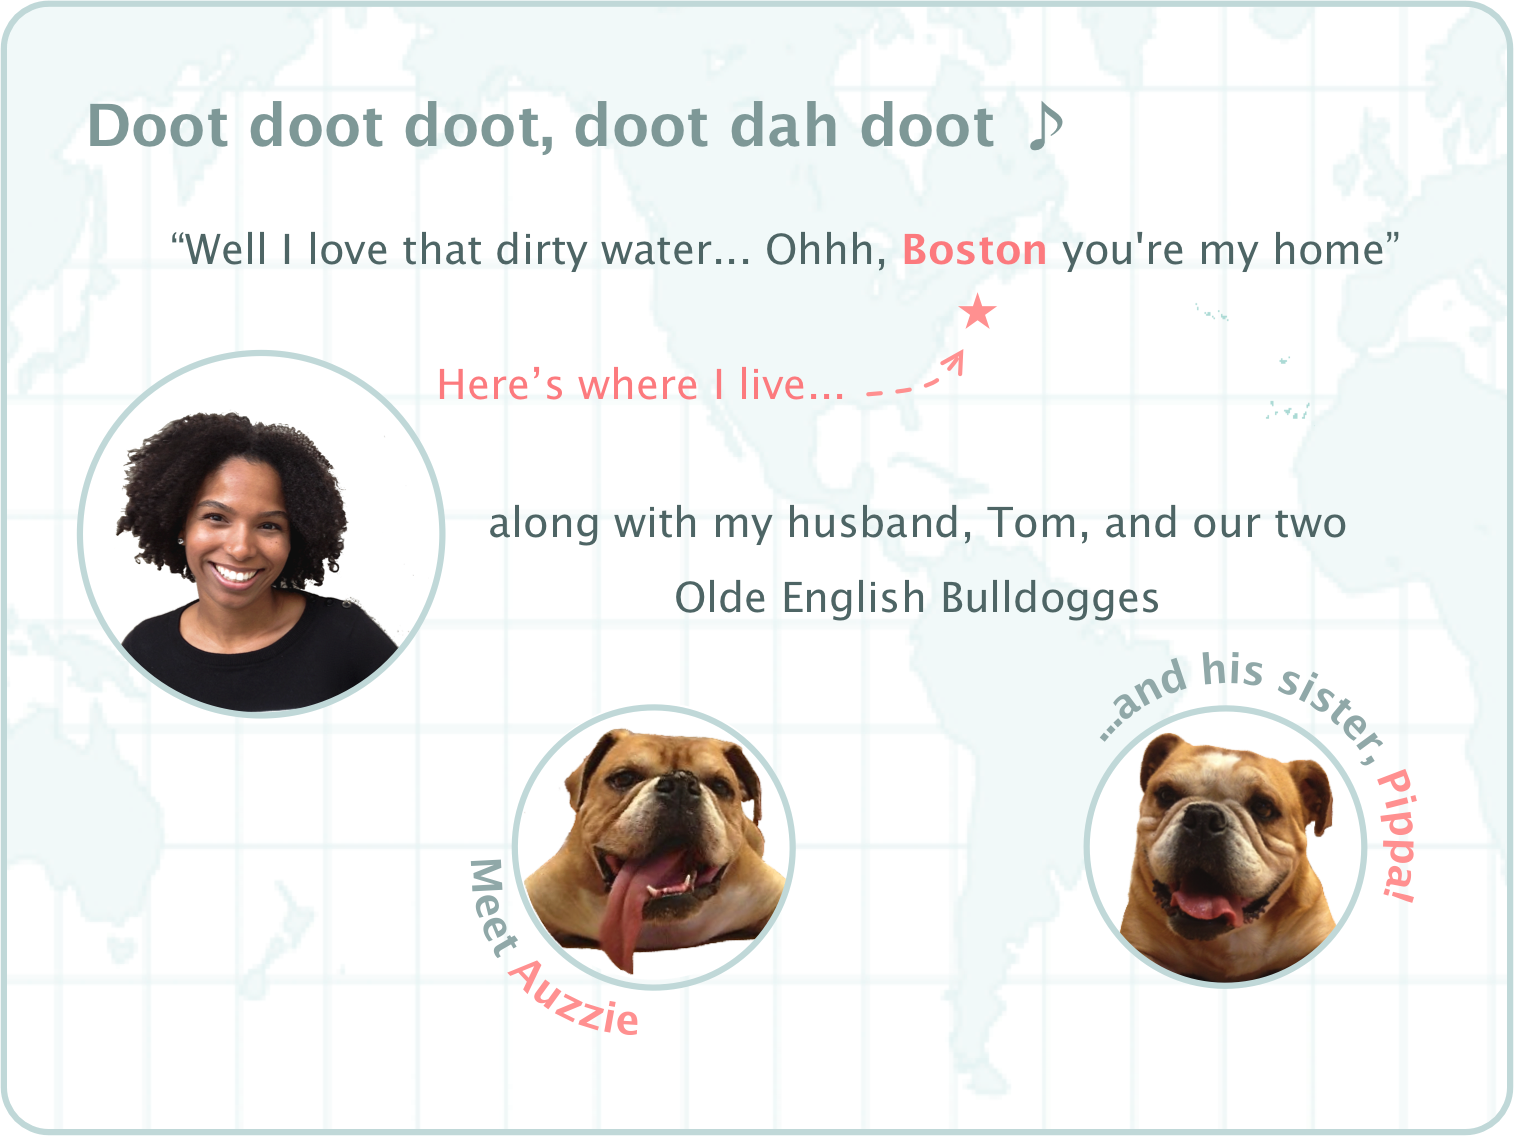 Doot doot doot, doot dah doot ♪
“Well I love that dirty water... Ohhh, Boston you're my home”
Here’s where I live...
along with my husband, Tom, and our two
Olde English Bulldogges
Meet Auzzie
...and his sister, Pippa!